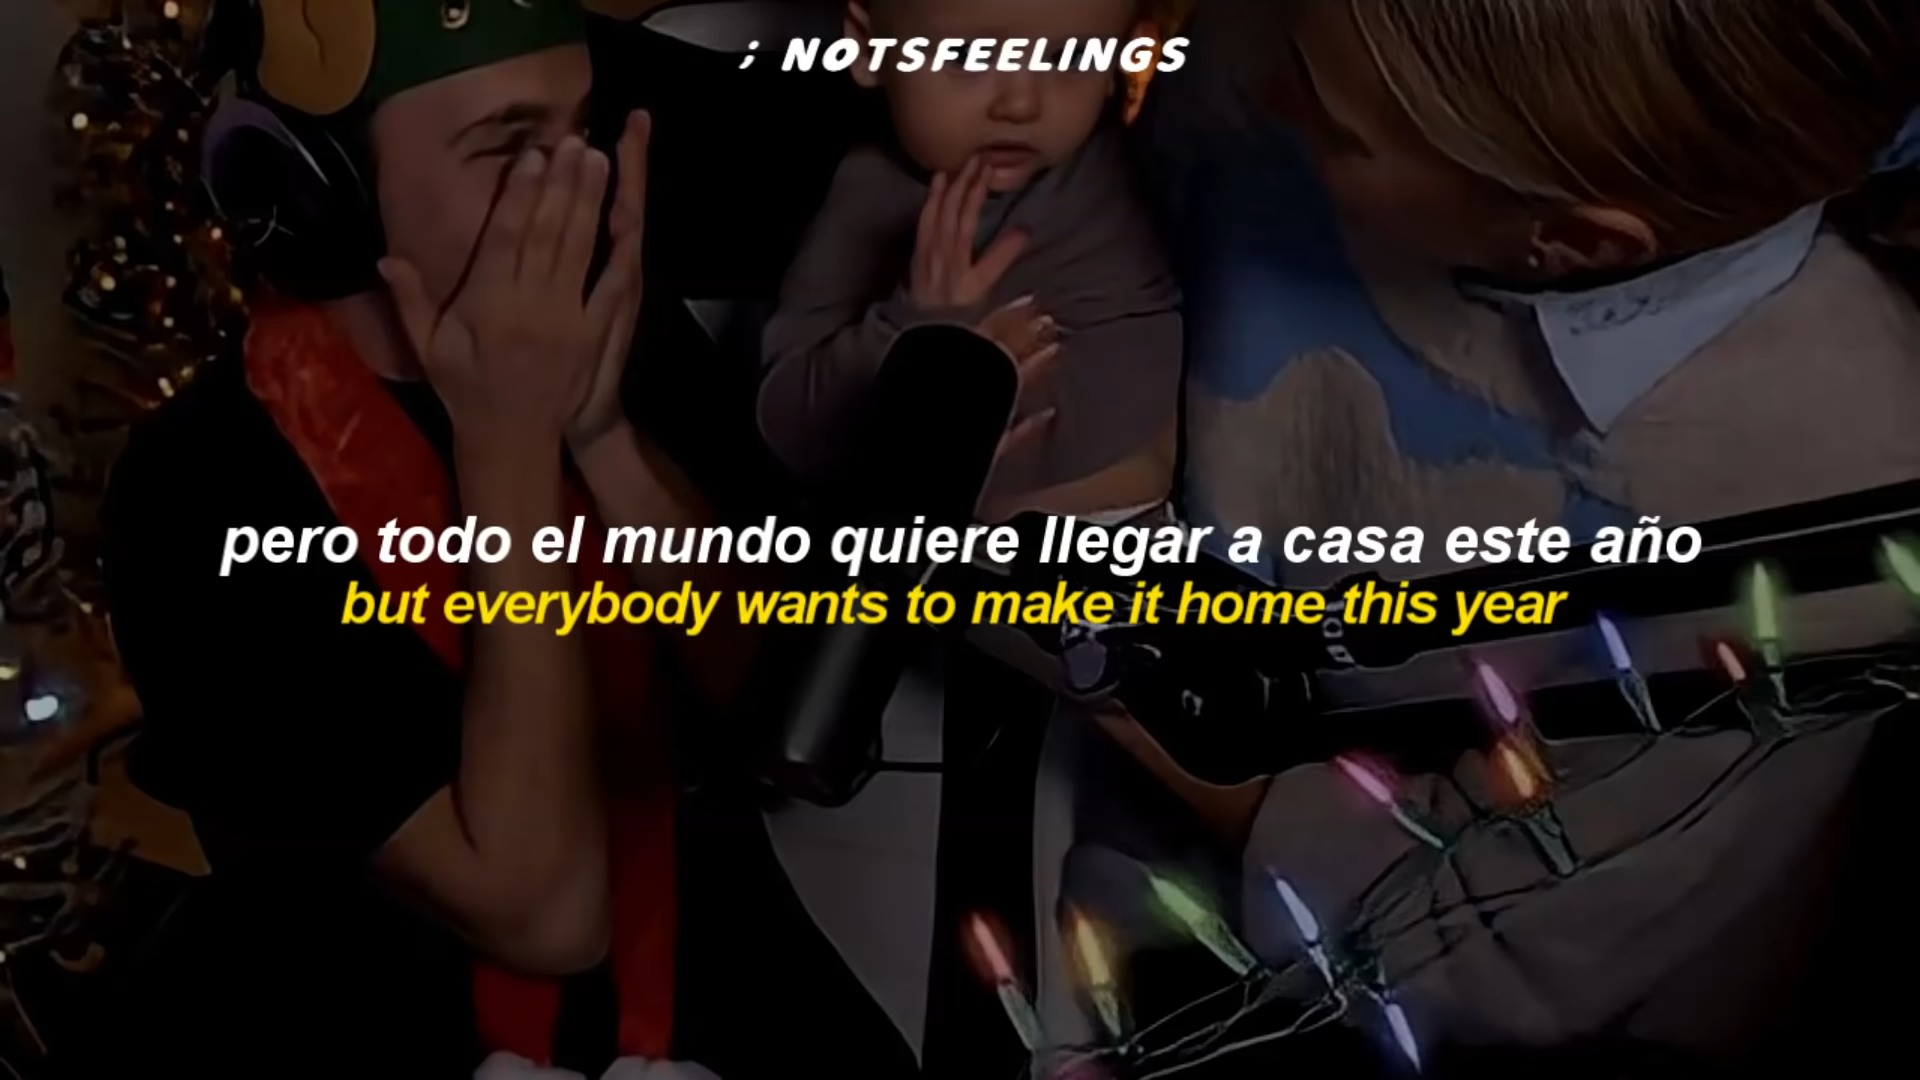 ; NOTSFEELINGS
pero todo el mundo quiere llegar a casa este año
but everybody wants to make it home this year